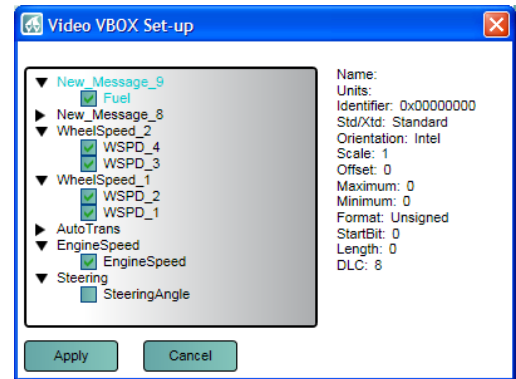 Video VBOX Set-up
New_Message_9
Fuel
New_Message_8
WheelSpeed_2
WSPD_4
WSPD_3
WheelSpeed_1
WSPD_2
WSPD_1
AutoTrans
EngineSpeed
EngineSpeed
Steering
SteeringAngle
Name:
Units:
Identifier: 0x00000000
Std/Xtd: Standard
Orientation: Intel
Scale: 1
Offset: 0
Maximum: 0
Minimum: 0
Format: Unsigned
StartBit: 0
Length: 0
DLC: 8
Apply
Cancel